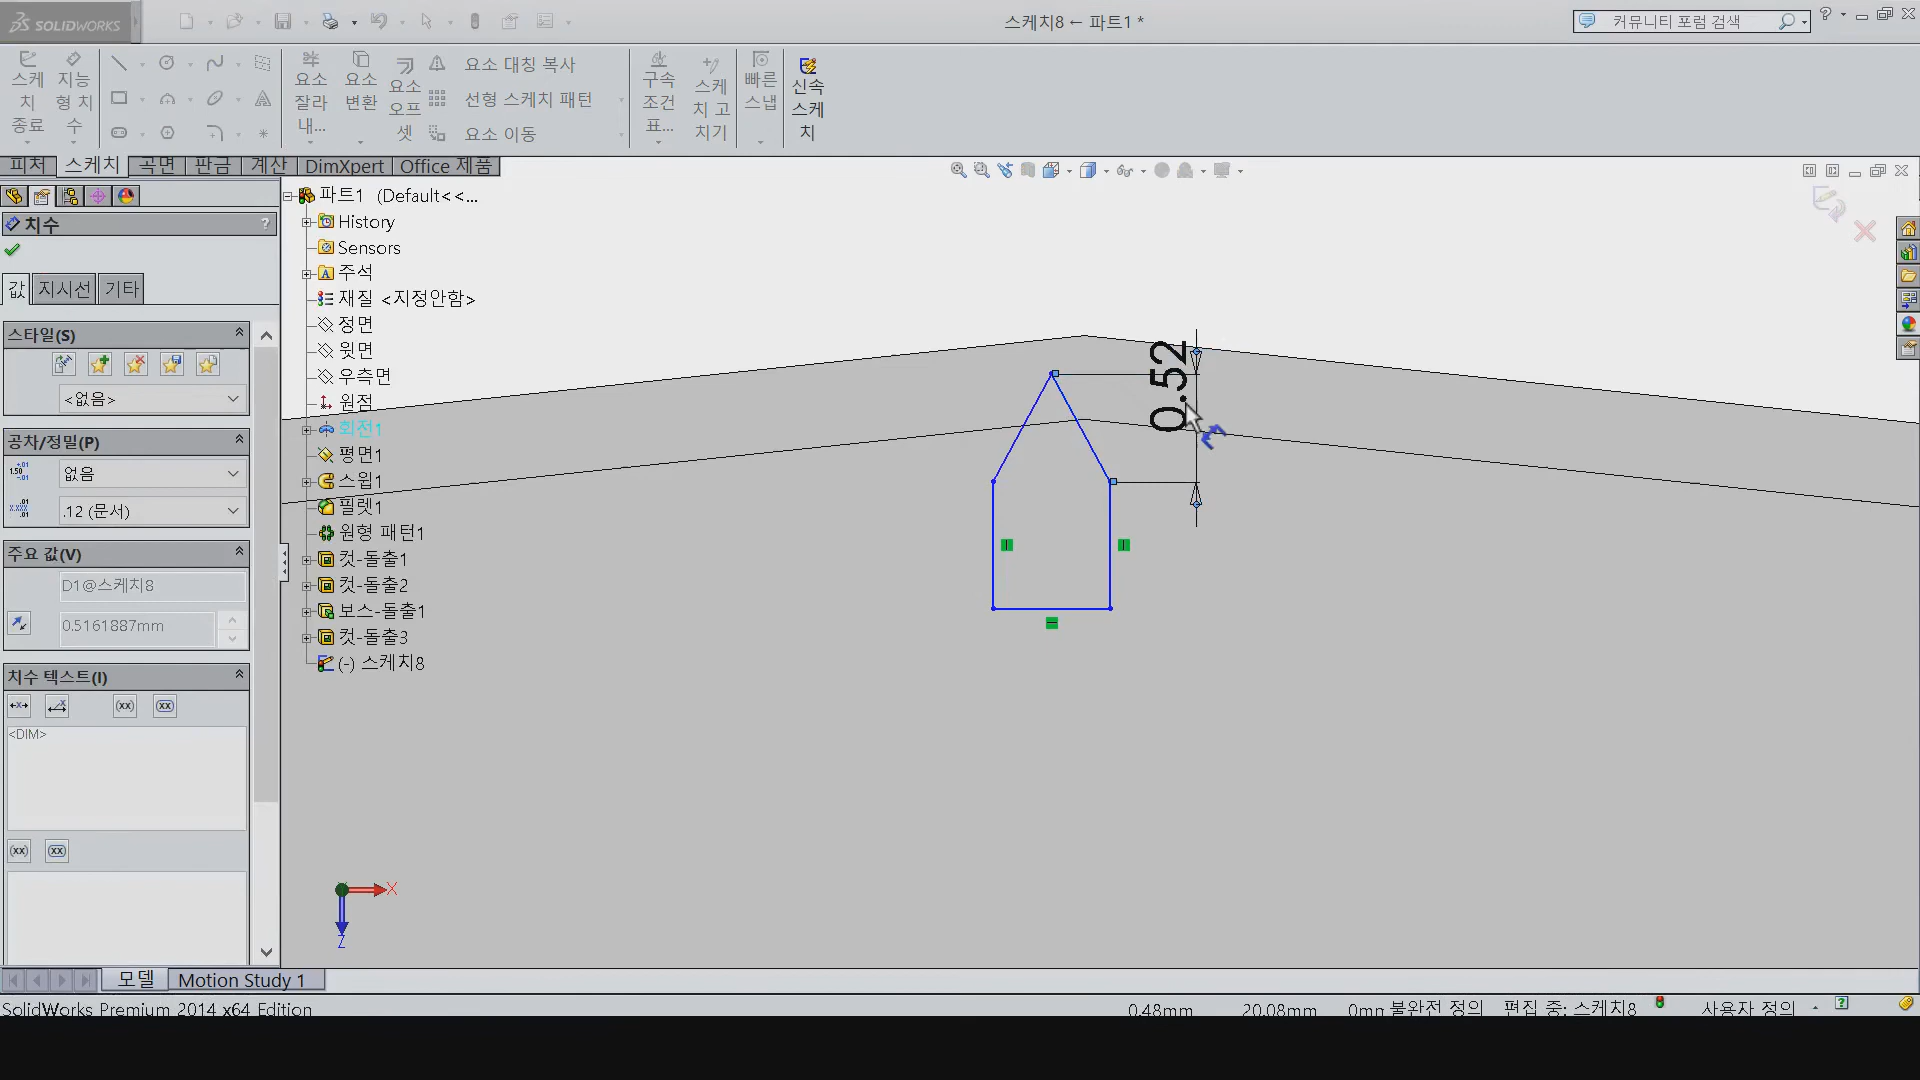 SOLIDWORKS
스케치8 ← 파트1 *
커뮤니티 포럼 검색
스케치 종료
지능형 치수
요소 잘라내...
요소 변환
요소 오프셋
요소 대칭 복사
선형 스케치 패턴
요소 이동
구속조건 표...
스케치 고치기
빠른 스냅
신속 스케치
피처
스케치
곡면
판금
계산
DimXpert
Office 제품
치수
?
값
지시선
기타
스타일(S)
<없음>
공차/정밀(P)
없음
.12 (문서)
주요 값(V)
D1@스케치8
0.5161887mm
치수 텍스트(I)
(xx)
(xx)
<DIM>
(xx)
(xx)
파트1 (Default<<...
History
Sensors
주석
재질 <지정안함>
정면
윗면
우측면
원점
회전1
평면1
스윕1
필렛1
원형 패턴1
컷-돌출1
컷-돌출2
보스-돌출1
컷-돌출3
(-) 스케치8
0.52
X
Z
모델
Motion Study 1
SolidWorks Premium 2014 x64 Edition
0.48mm
20.08mm
0mm
불완전 정의
편집 중: 스케치8
사용자 정의